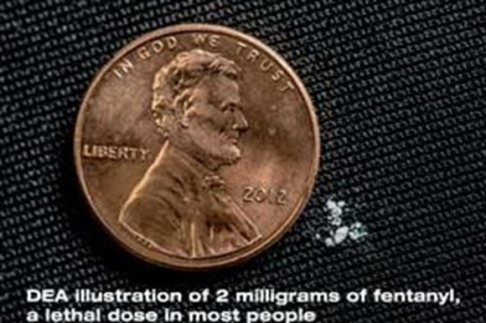 IN GOD WE TRUST
LIBERTY
2012
DEA illustration of 2 milligrams of fentanyl,
a lethal dose in most people